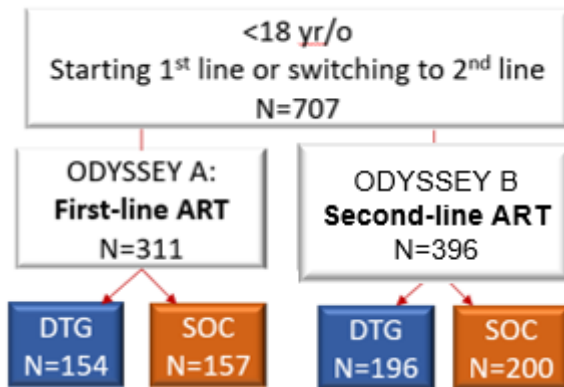 <18 yr/o
Starting 1st line or switching to 2nd line
N=707
ODYSSEY A:
First-line ART
N=311
ODYSSEY B
Second-line ART
N=396
DTG
N=154
SOC
N=157
DTG
N=196
SOC
N=200